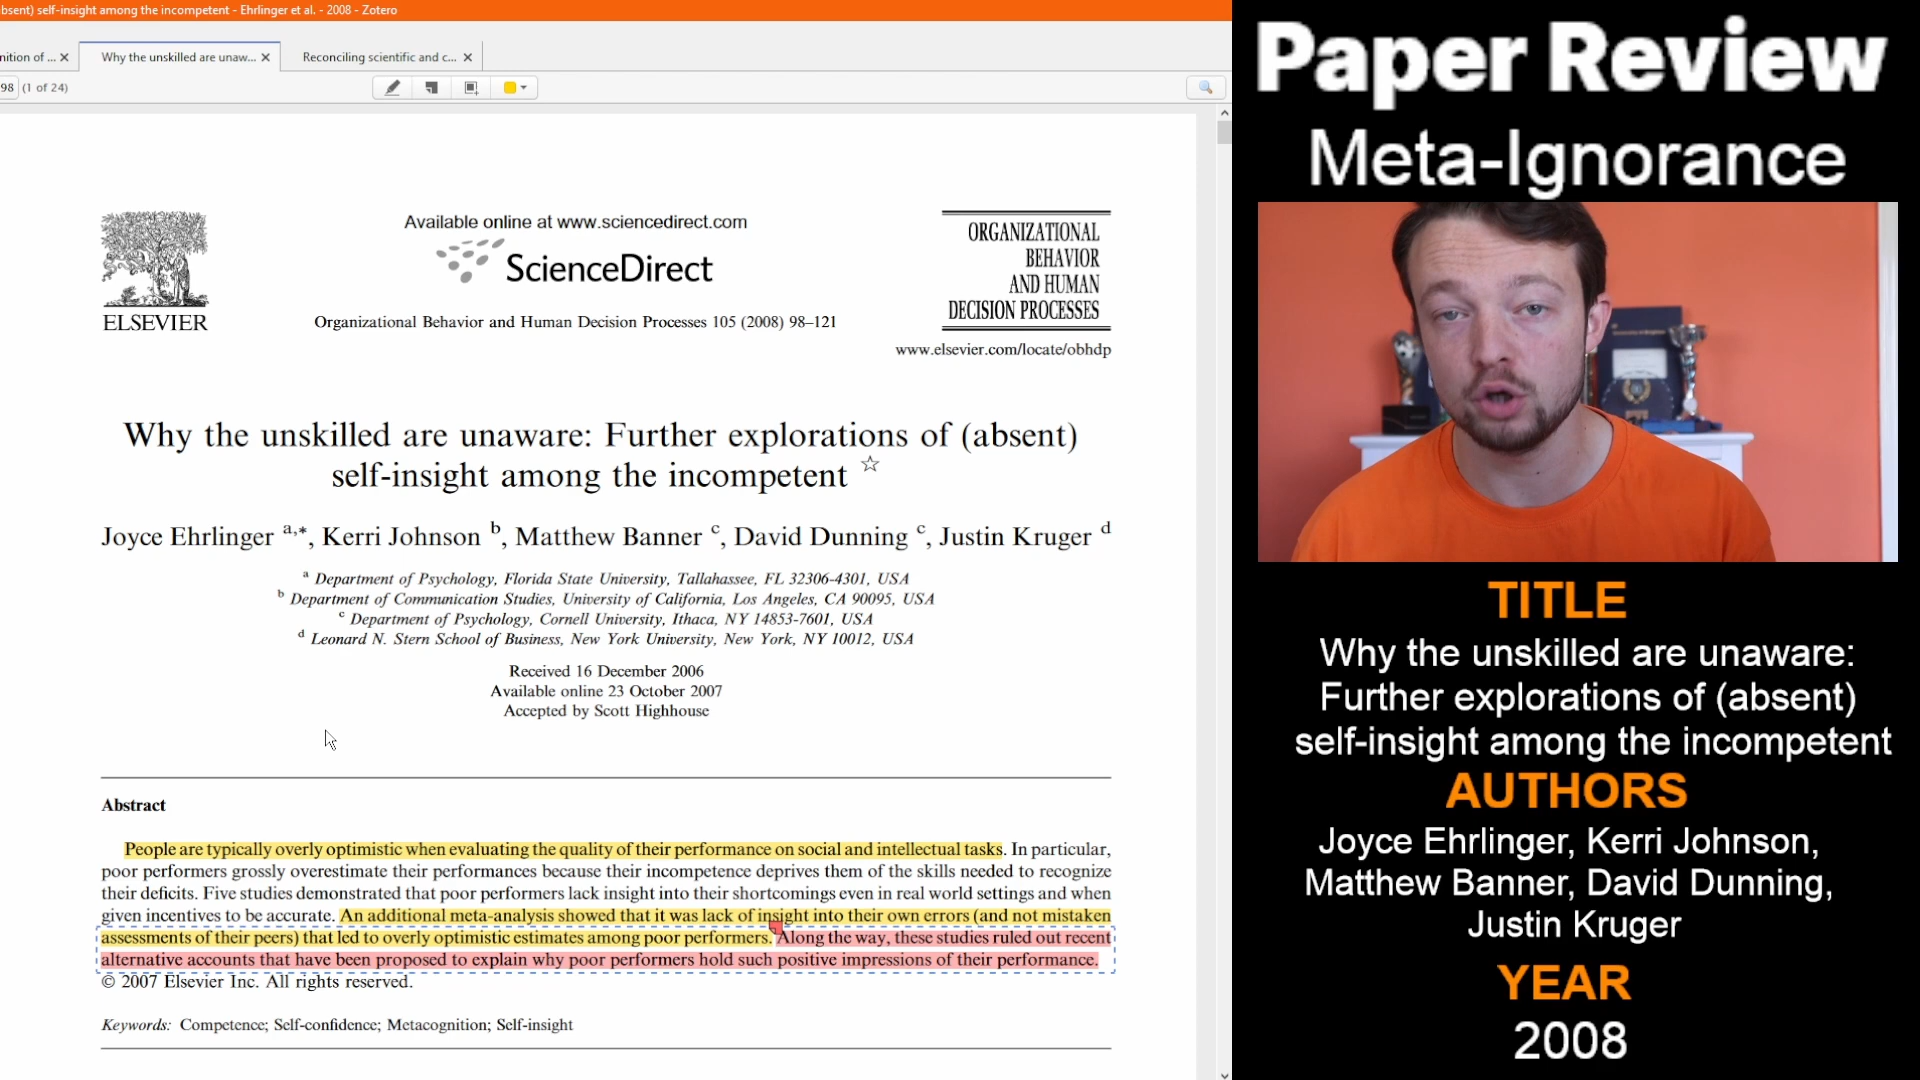 bsent) self-insight among the incompetent - Ehrlinger et al. - 2008 - Zotero
nition of ...
Why the unskilled are unaw...
Reconciling scientific and c...
98 (1 of 24)
ELSEVIER
Available online at www.sciencedirect.com
ScienceDirect
Organizational Behavior and Human Decision Processes 105 (2008) 98–121
ORGANIZATIONAL
BEHAVIOR
AND HUMAN
DECISION PROCESSES
www.elsevier.com/locate/obhdp
Why the unskilled are unaware: Further explorations of (absent)
self-insight among the incompetent ☆
Joyce Ehrlinger a,*, Kerri Johnson b, Matthew Banner c, David Dunning c, Justin Kruger d
a Department of Psychology, Florida State University, Tallahassee, FL 32306-4301, USA
b Department of Communication Studies, University of California, Los Angeles, CA 90095, USA
c Department of Psychology, Cornell University, Ithaca, NY 14853-7601, USA
d Leonard N. Stern School of Business, New York University, New York, NY 10012, USA
Received 16 December 2006
Available online 23 October 2007
Accepted by Scott Highhouse
Abstract
People are typically overly optimistic when evaluating the quality of their performance on social and intellectual tasks. In particular,
poor performers grossly overestimate their performances because their incompetence deprives them of the skills needed to recognize
their deficits. Five studies demonstrated that poor performers lack insight into their shortcomings even in real world settings and when
given incentives to be accurate. An additional meta-analysis showed that it was lack of insight into their own errors (and not mistaken
assessments of their peers) that led to overly optimistic estimates among poor performers. Along the way, these studies ruled out recent
alternative accounts that have been proposed to explain why poor performers hold such positive impressions of their performance.
© 2007 Elsevier Inc. All rights reserved.
Keywords: Competence; Self-confidence; Metacognition; Self-insight
Paper Review
Meta-Ignorance
TITLE
Why the unskilled are unaware:
Further explorations of (absent)
self-insight among the incompetent
AUTHORS
Joyce Ehrlinger, Kerri Johnson,
Matthew Banner, David Dunning,
Justin Kruger
YEAR
2008